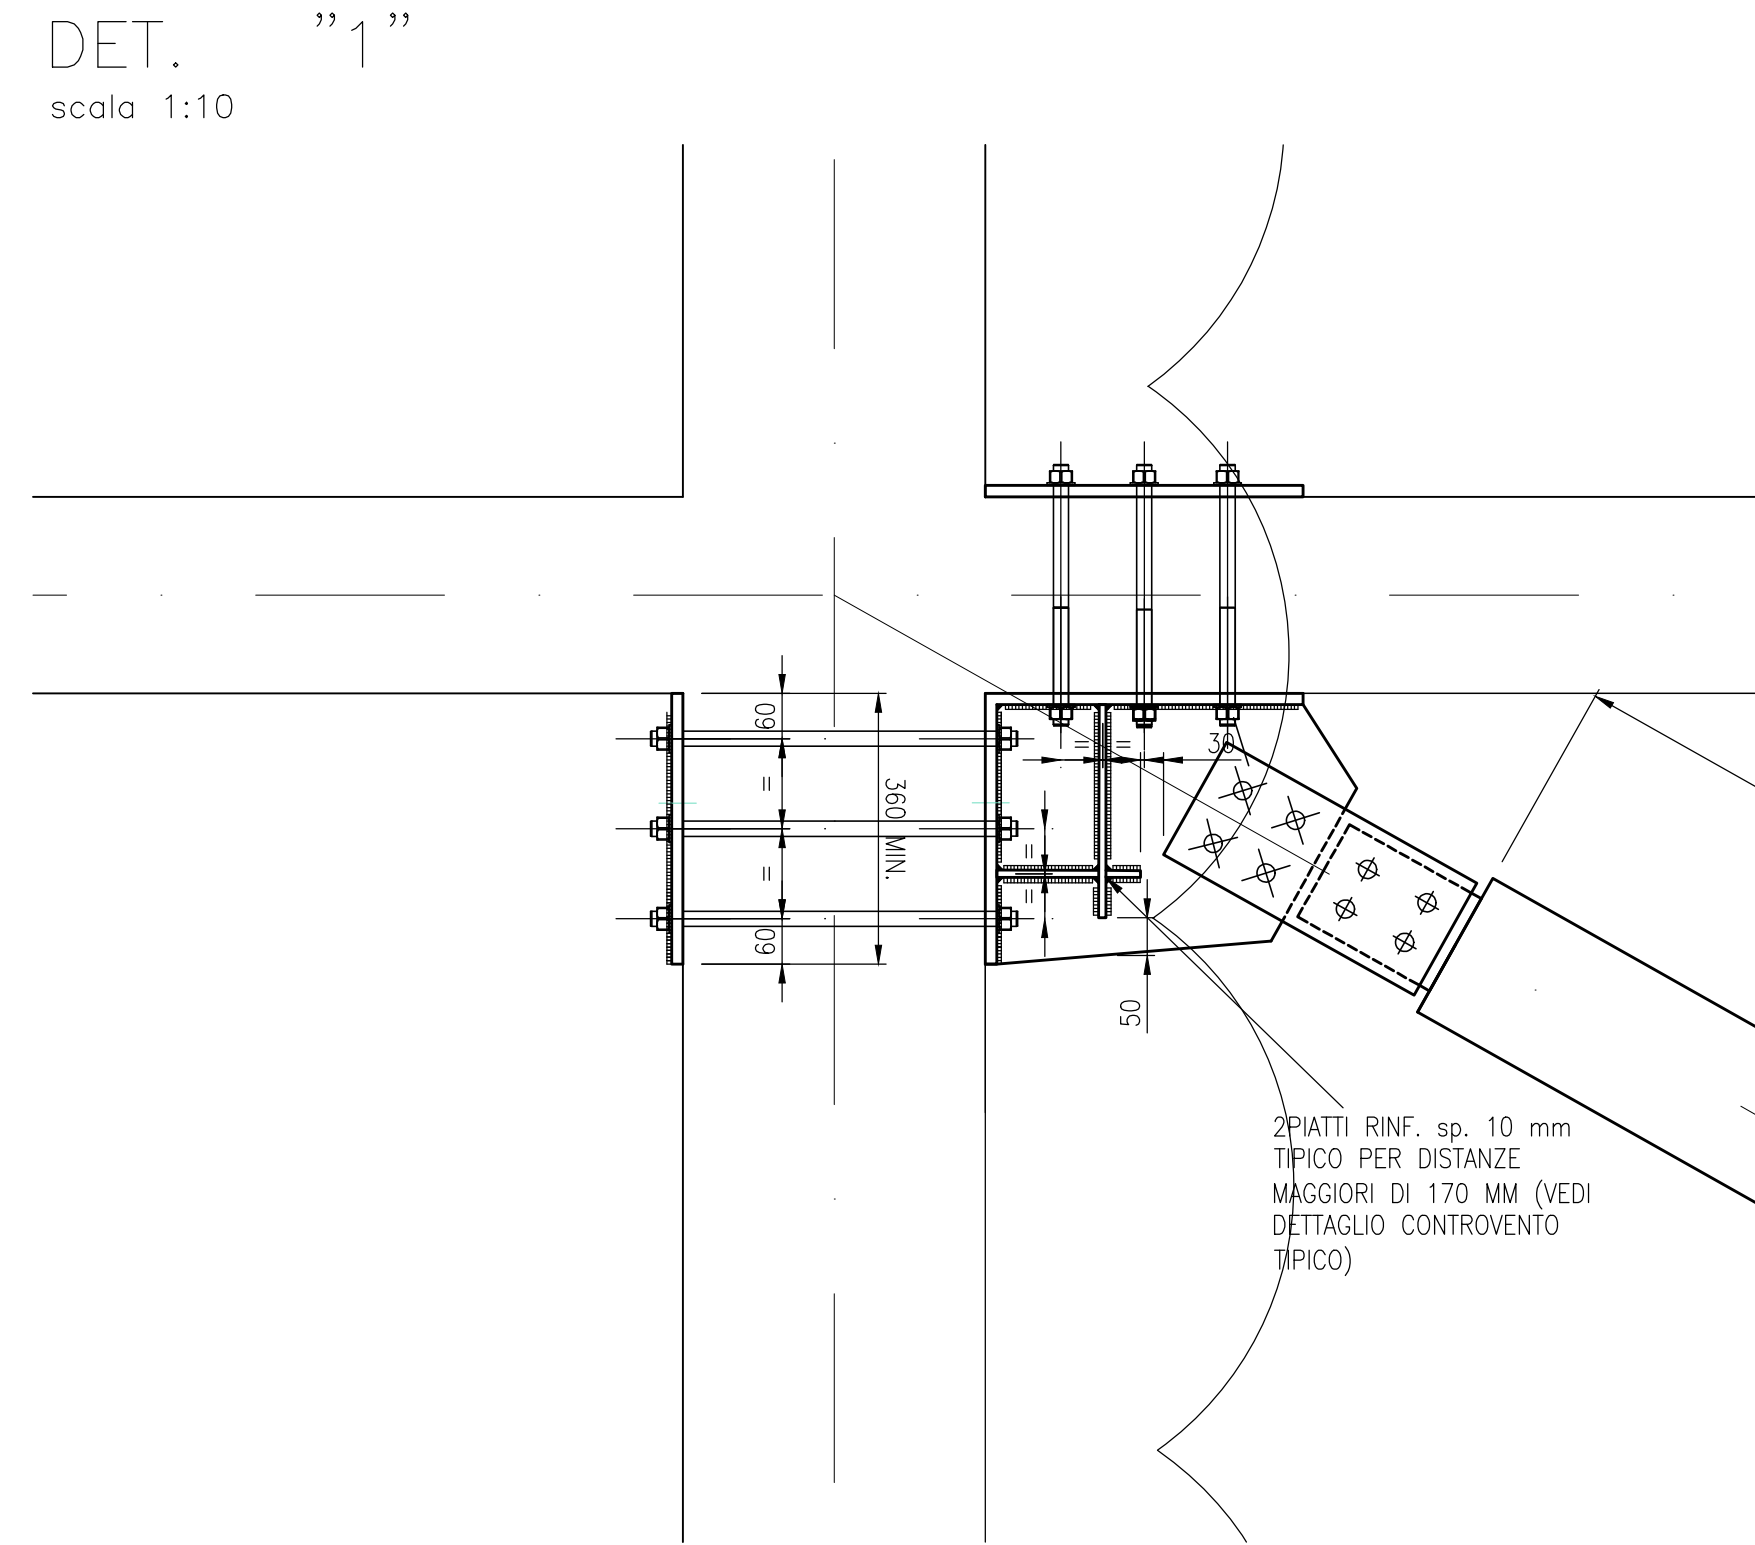 DET. ”1”
scala 1:10
60
=
360 MIN.
=
60
= =
30
=
=
50
2PIATTI RINF. sp. 10 mm
TIPICO PER DISTANZE
MAGGIORI DI 170 MM (VEDI
DETTAGLIO CONTROVENTO
TIPICO)